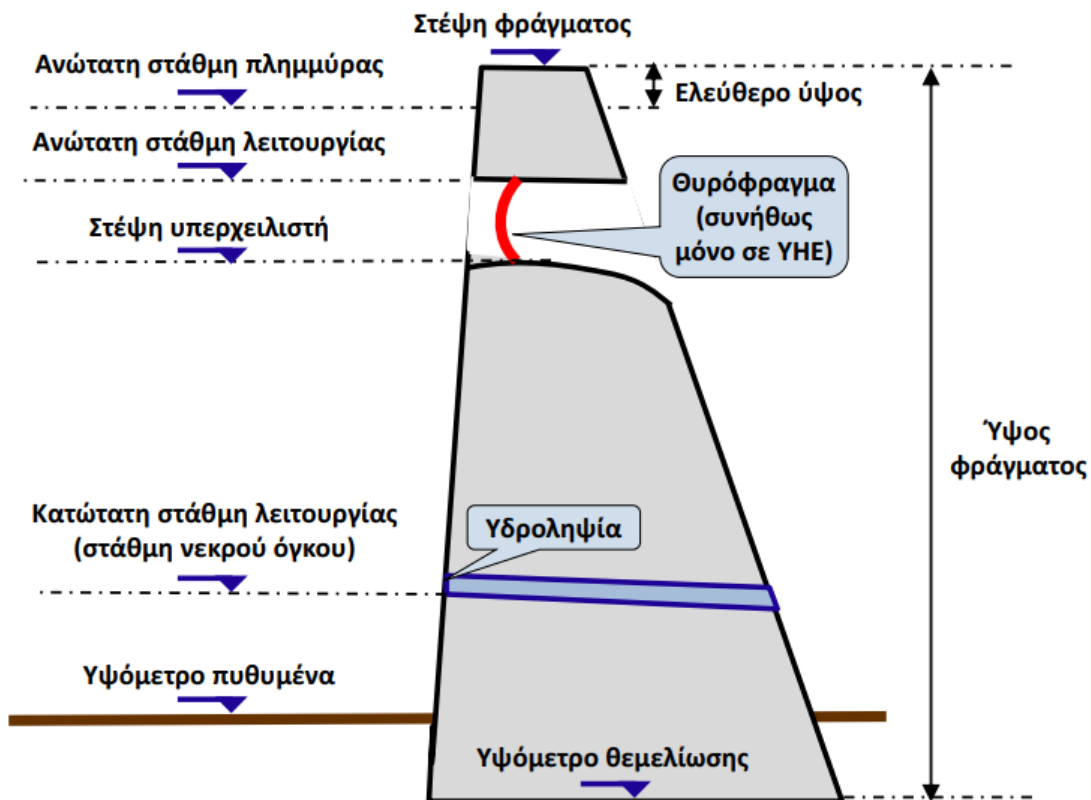 Στέψη φράγματος
Ανώτατη στάθμη πλημμύρας
Ελεύθερο ύψος
Ανώτατη στάθμη λειτουργίας
Θυρόφραγμα
(συνήθως
μόνο σε ΥΗΕ)
Στέψη υπερχειλιστή
Ύψος
φράγματος
Κατώτατη στάθμη λειτουργίας
(στάθμη νεκρού όγκου)
Υδροληψία
Υψόμετρο πυθυμένα
Υψόμετρο θεμελίωσης